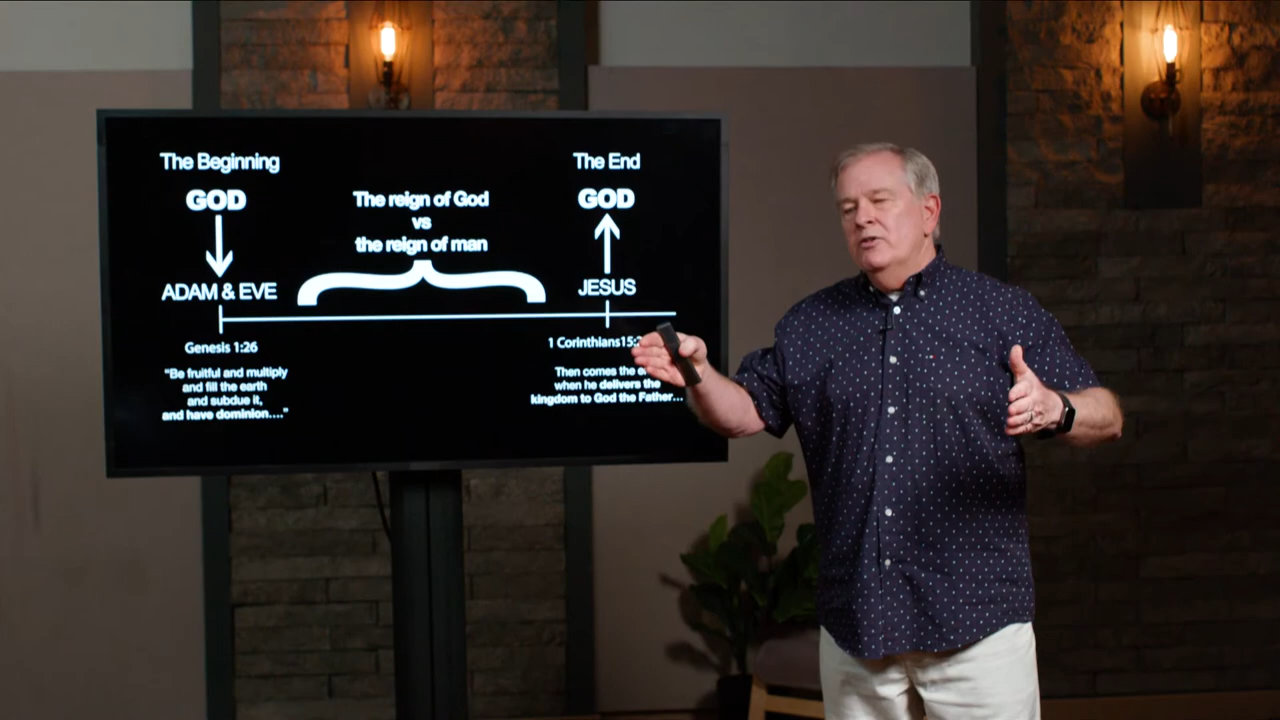 The Beginning
GOD
ADAM & EVE
Genesis 1:26
"Be fruitful and multiply
and fill the earth
and subdue it,
and have dominion...."
The reign of God
vs
the reign of man
The End
GOD
JESUS
1 Corinthians15:
Then comes the
when he delivers the
kingdom to God the Father...